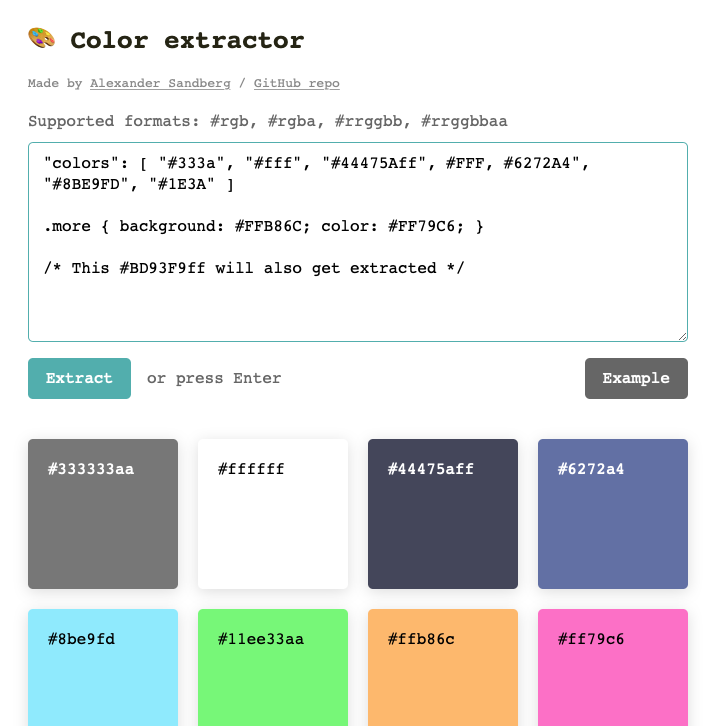 Color extractor
Made by Alexander Sandberg / GitHub repo
Supported formats: #rgb, #rgba, #rrggbb, #rrggbbaa
"colors": [ "#333a", "#fff", "#44475Aff", #FFF, #6272A4",
"#8BE9FD", "#1E3A" ]
.more { background: #FFB86C; color: #FF79C6; }
/* This #BD93F9ff will also get extracted */
Extract or press Enter Example
#333333aa #ffffff #44475aff #6272a4
#8be9fd #11ee33aa #ffb86c #ff79c6